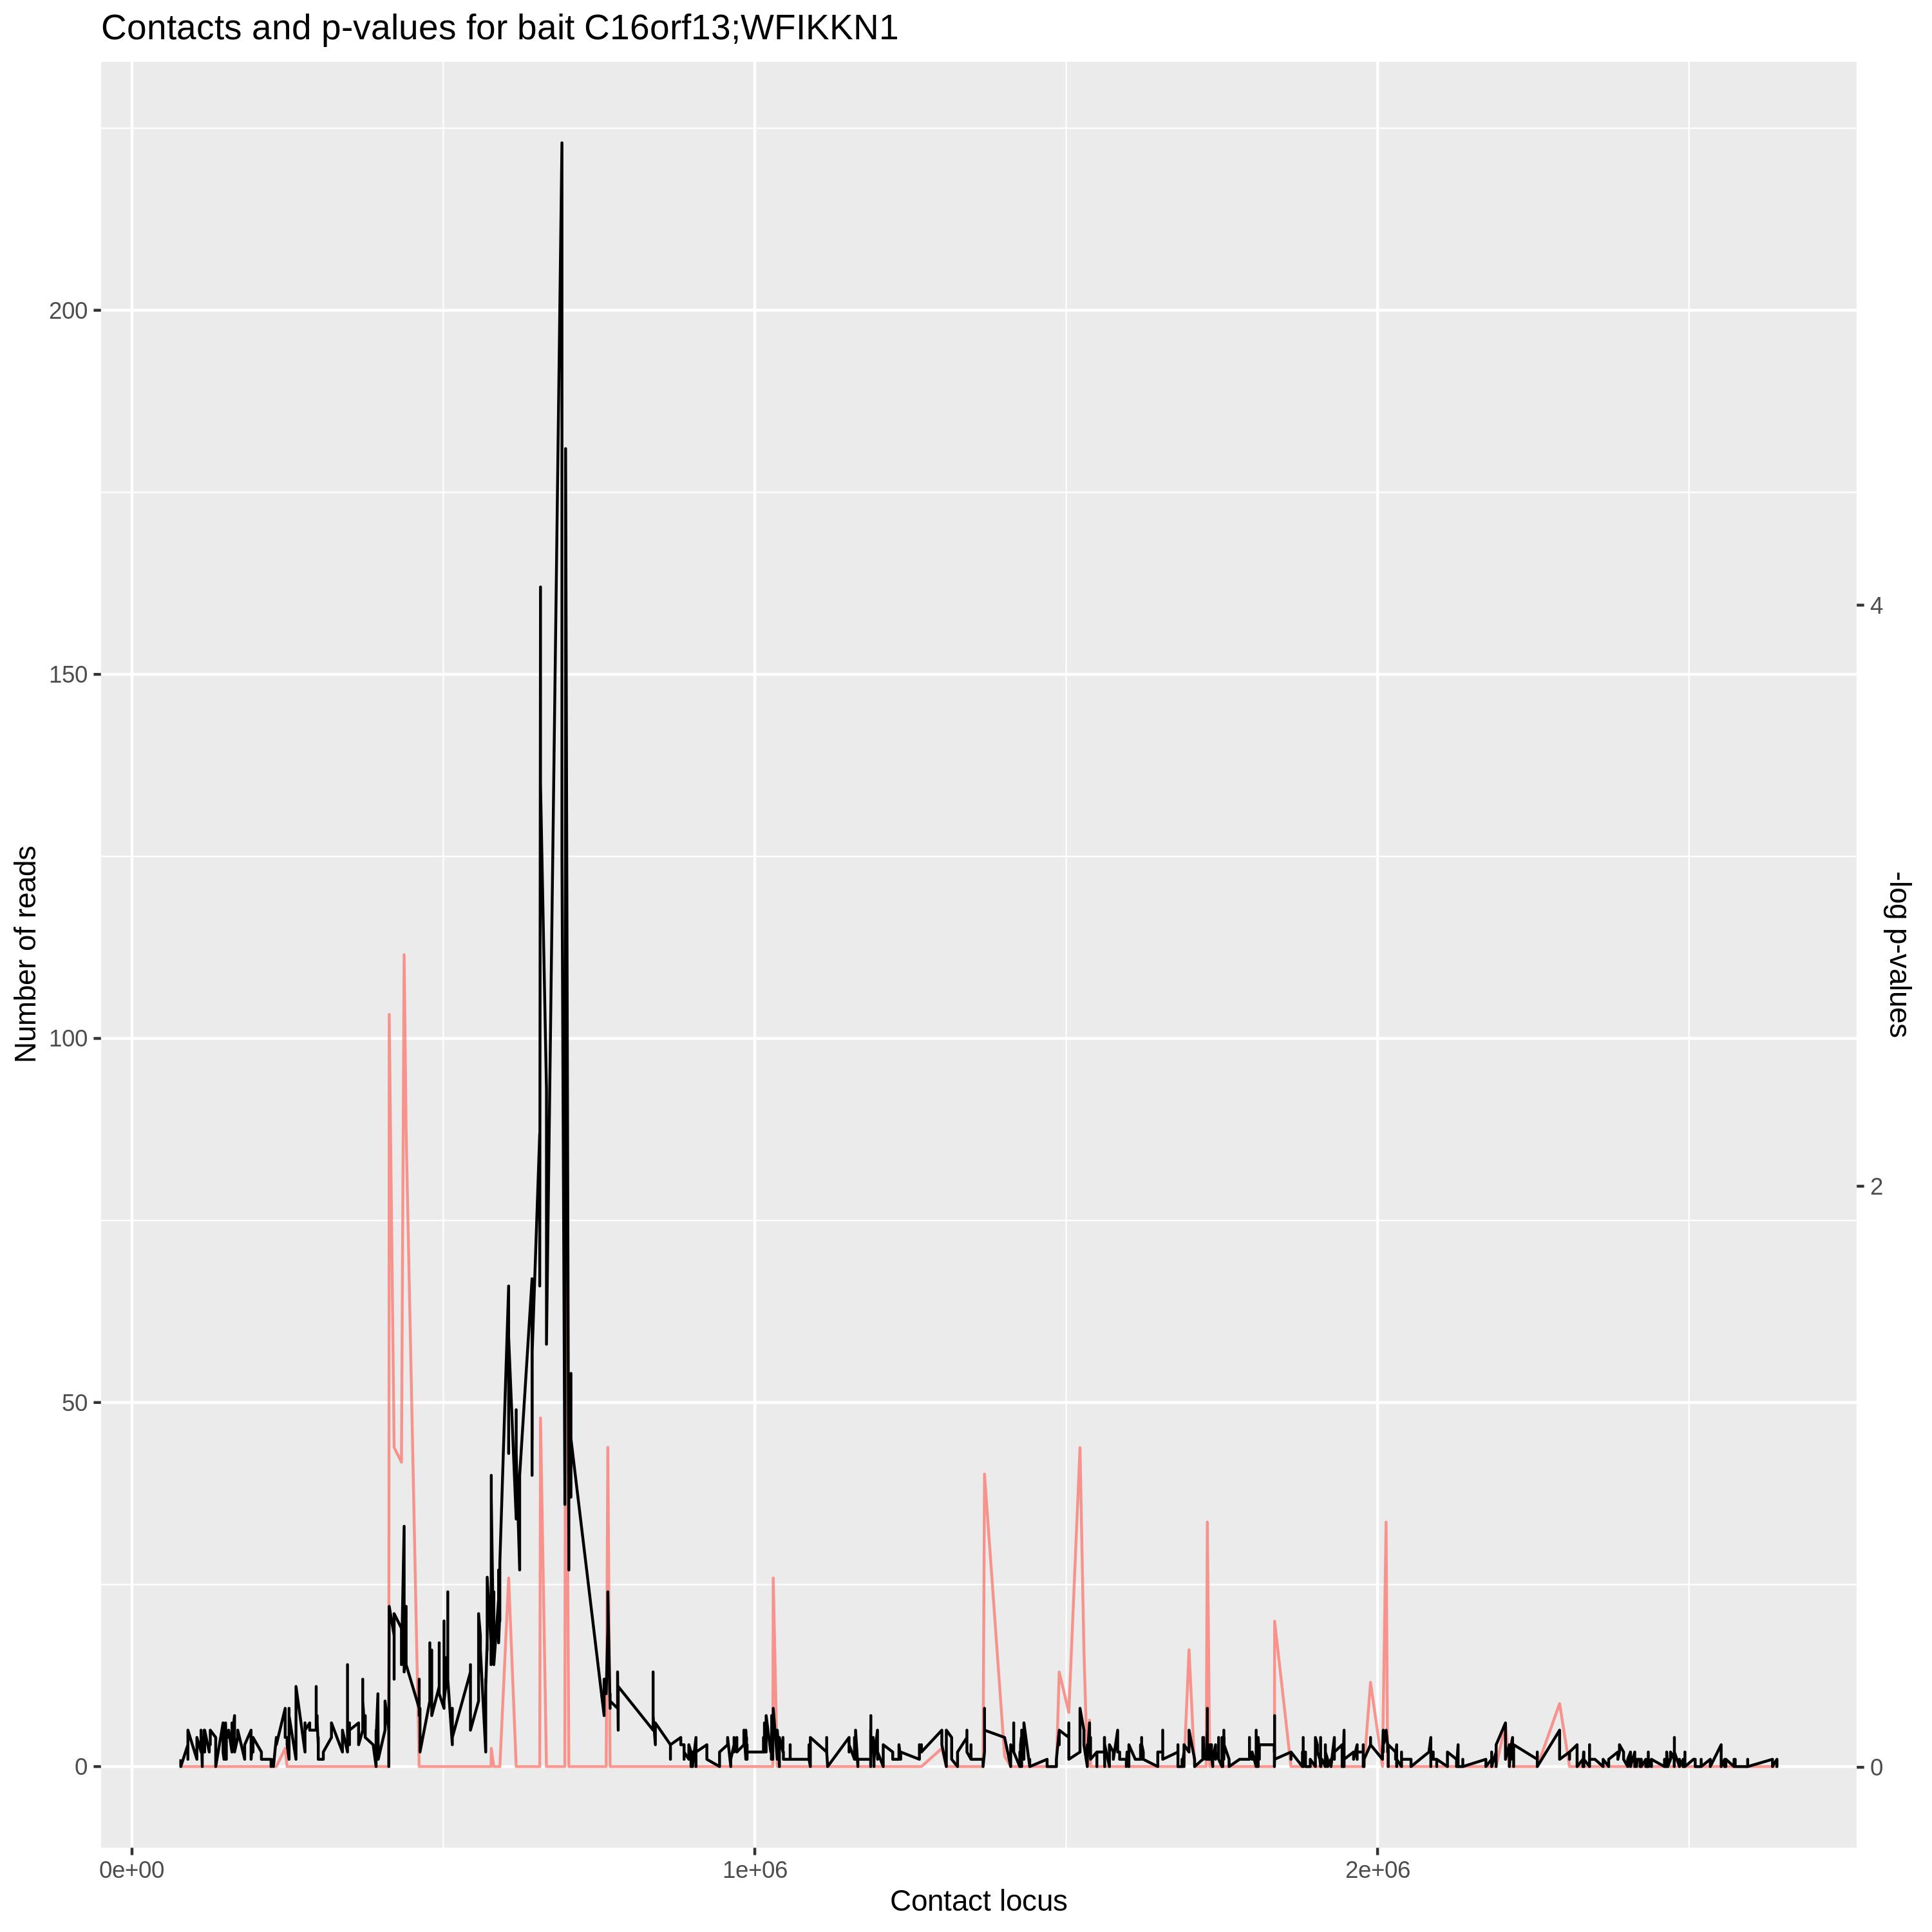 Contacts and p-values for bait C16orf13;WFIKKN1
200
150
100
50
0
Number of reads
4
2
0
-log p-values
0e+00
1e+06
2e+06
Contact locus